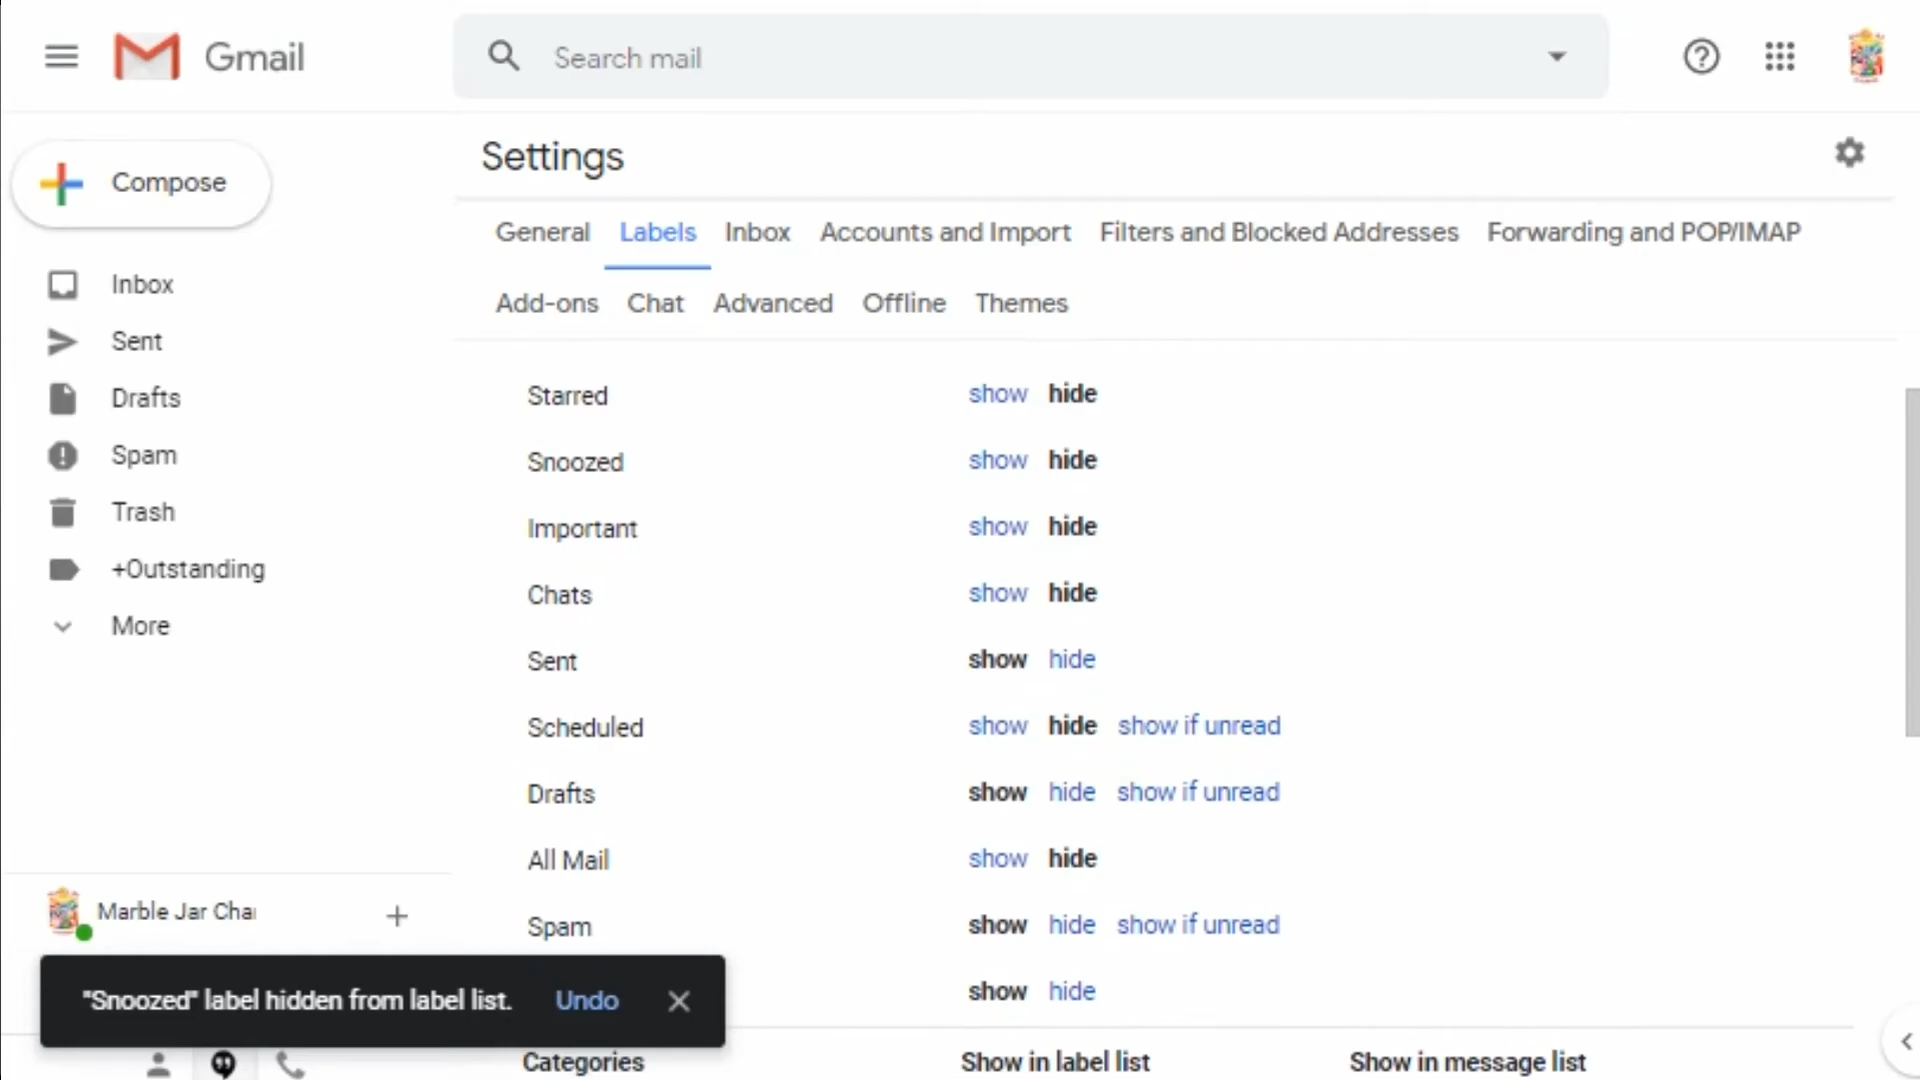 Gmail
Search mail
Compose
Settings
General Labels Inbox Accounts and Import Filters and Blocked Addresses Forwarding and POP/IMAP
Add-ons Chat Advanced Offline Themes
Inbox
Sent
Drafts
Spam
Trash
+Outstanding
More
Starred show hide
Snoozed show hide
Important show hide
Chats show hide
Sent show hide
Scheduled show hide show if unread
Drafts show hide show if unread
All Mail show hide
Spam show hide show if unread
show hide
Marble Jar
"Snoozed" label hidden from label list. Undo
Categories Show in label list Show in message list